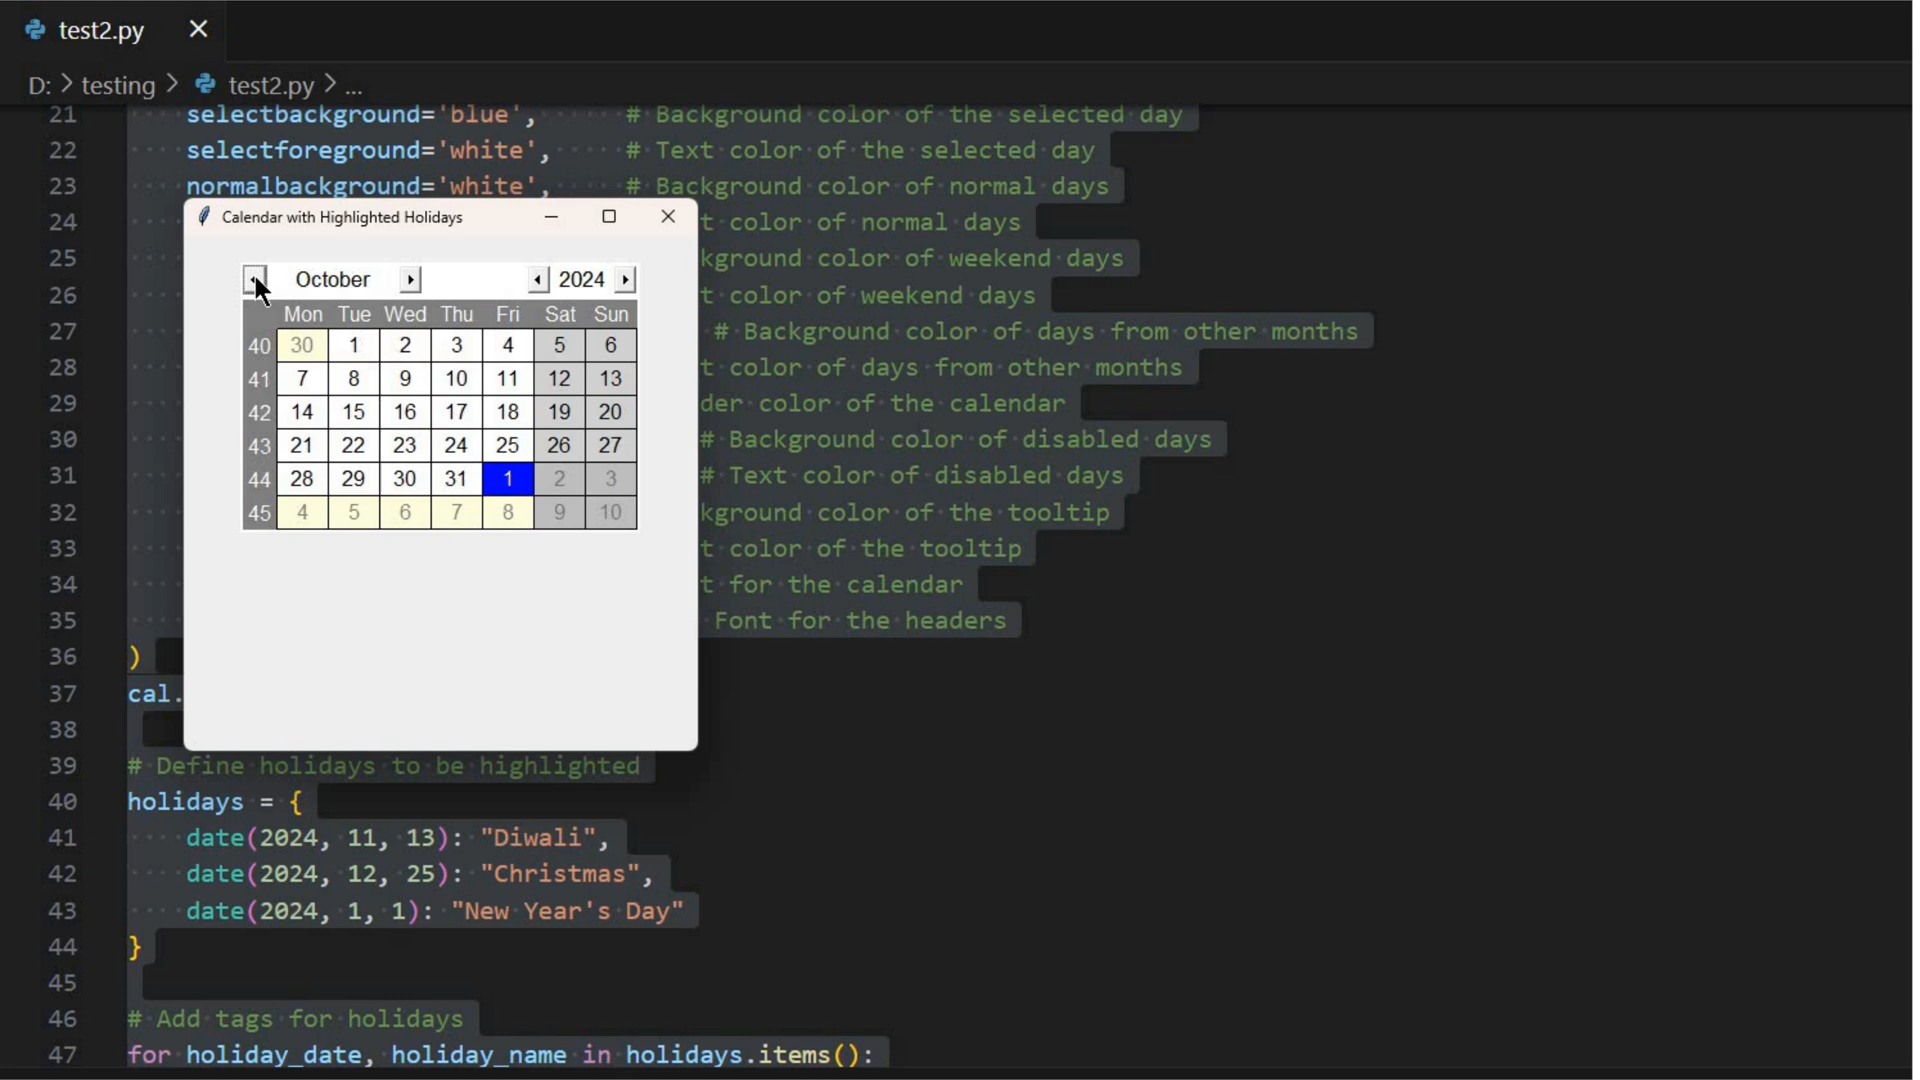 test2.py
D: > testing > test2.py > ...
21 selectbackground='blue', # Background color of the selected day
22 selectforeground='white', # Text color of the selected day
23 normalbackground='white', # Background color of normal days
Calendar with Highlighted Holidays
24 t color of normal days
25 kground color of weekend days
October 2024
26 t color of weekend days
Mon Tue Wed Thu Fri Sat Sun
27 # Background color of days from other months
40 30 1 2 3 4 5 6
28 t color of days from other months
41 7 8 9 10 11 12 13
29 der color of the calendar
42 14 15 16 17 18 19 20
30 # Background color of disabled days
43 21 22 23 24 25 26 27
31 # Text color of disabled days
44 28 29 30 31 1 2 3
32 kground color of the tooltip
45 4 5 6 7 8 9 10
33 t color of the tooltip
34 t for the calendar
35 Font for the headers
36 )
37 cal.
38
39 # Define holidays to be highlighted
40 holidays = {
41 date(2024, 11, 13): "Diwali",
42 date(2024, 12, 25): "Christmas",
43 date(2024, 1, 1): "New Year's Day"
44 }
45
46 # Add tags for holidays
47 for holiday_date, holiday_name in holidays.items():